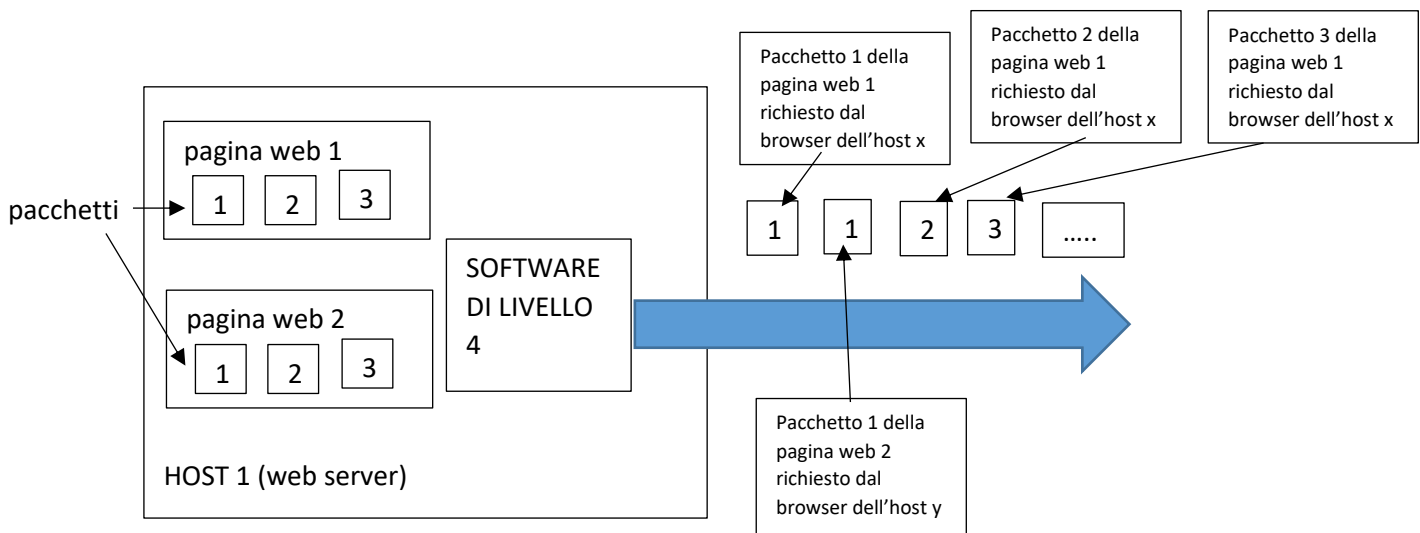 Pacchetto 1 della
pagina web 1
richiesto dal
browser dell’host x
Pacchetto 2 della
pagina web 1
richiesto dal
browser dell’host x
Pacchetto 3 della
pagina web 1
richiesto dal
browser dell’host x
pagina web 1
1 2 3
pacchetti
1 1 2 3 .....
SOFTWARE
DI LIVELLO
4
pagina web 2
1 2 3
HOST 1 (web server)
Pacchetto 1 della
pagina web 2
richiesto dal
browser dell’host y